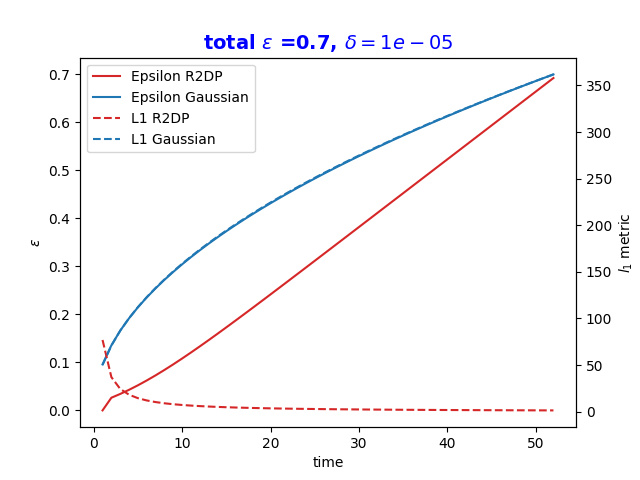 total ε =0.7, δ = 1e − 05
Epsilon R2DP
Epsilon Gaussian
L1 R2DP
L1 Gaussian
0.7
0.6
0.5
0.4
0.3
0.2
0.1
0.0
ε
350
300
250
200
150
100
50
0
l₁ metric
0
10
20
30
40
50
time